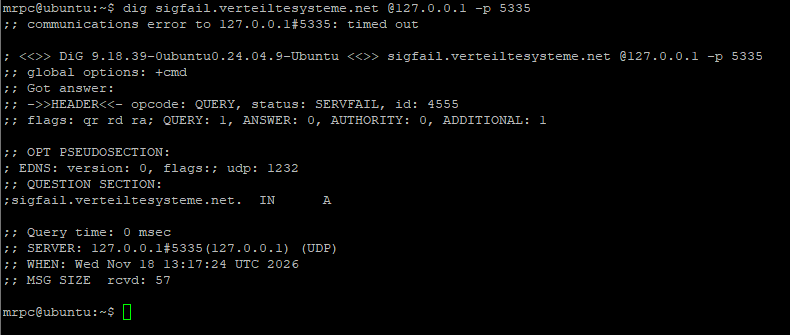 mrpc@ubuntu:~$ dig sigfail.verteiltesysteme.net @127.0.0.1 -p 5335
;; communications error to 127.0.0.1#5335: timed out

; <<>> DiG 9.18.39-0ubuntu0.24.04.9-Ubuntu <<>> sigfail.verteiltesysteme.net @127.0.0.1 -p 5335
;; global options: +cmd
;; Got answer:
;; ->>HEADER<<- opcode: QUERY, status: SERVFAIL, id: 4555
;; flags: qr rd ra; QUERY: 1, ANSWER: 0, AUTHORITY: 0, ADDITIONAL: 1

;; OPT PSEUDOSECTION:
; EDNS: version: 0, flags:; udp: 1232
;; QUESTION SECTION:
;sigfail.verteiltesysteme.net.  IN      A

;; Query time: 0 msec
;; SERVER: 127.0.0.1#5335(127.0.0.1) (UDP)
;; WHEN: Wed Nov 18 13:17:24 UTC 2026
;; MSG SIZE  rcvd: 57

mrpc@ubuntu:~$